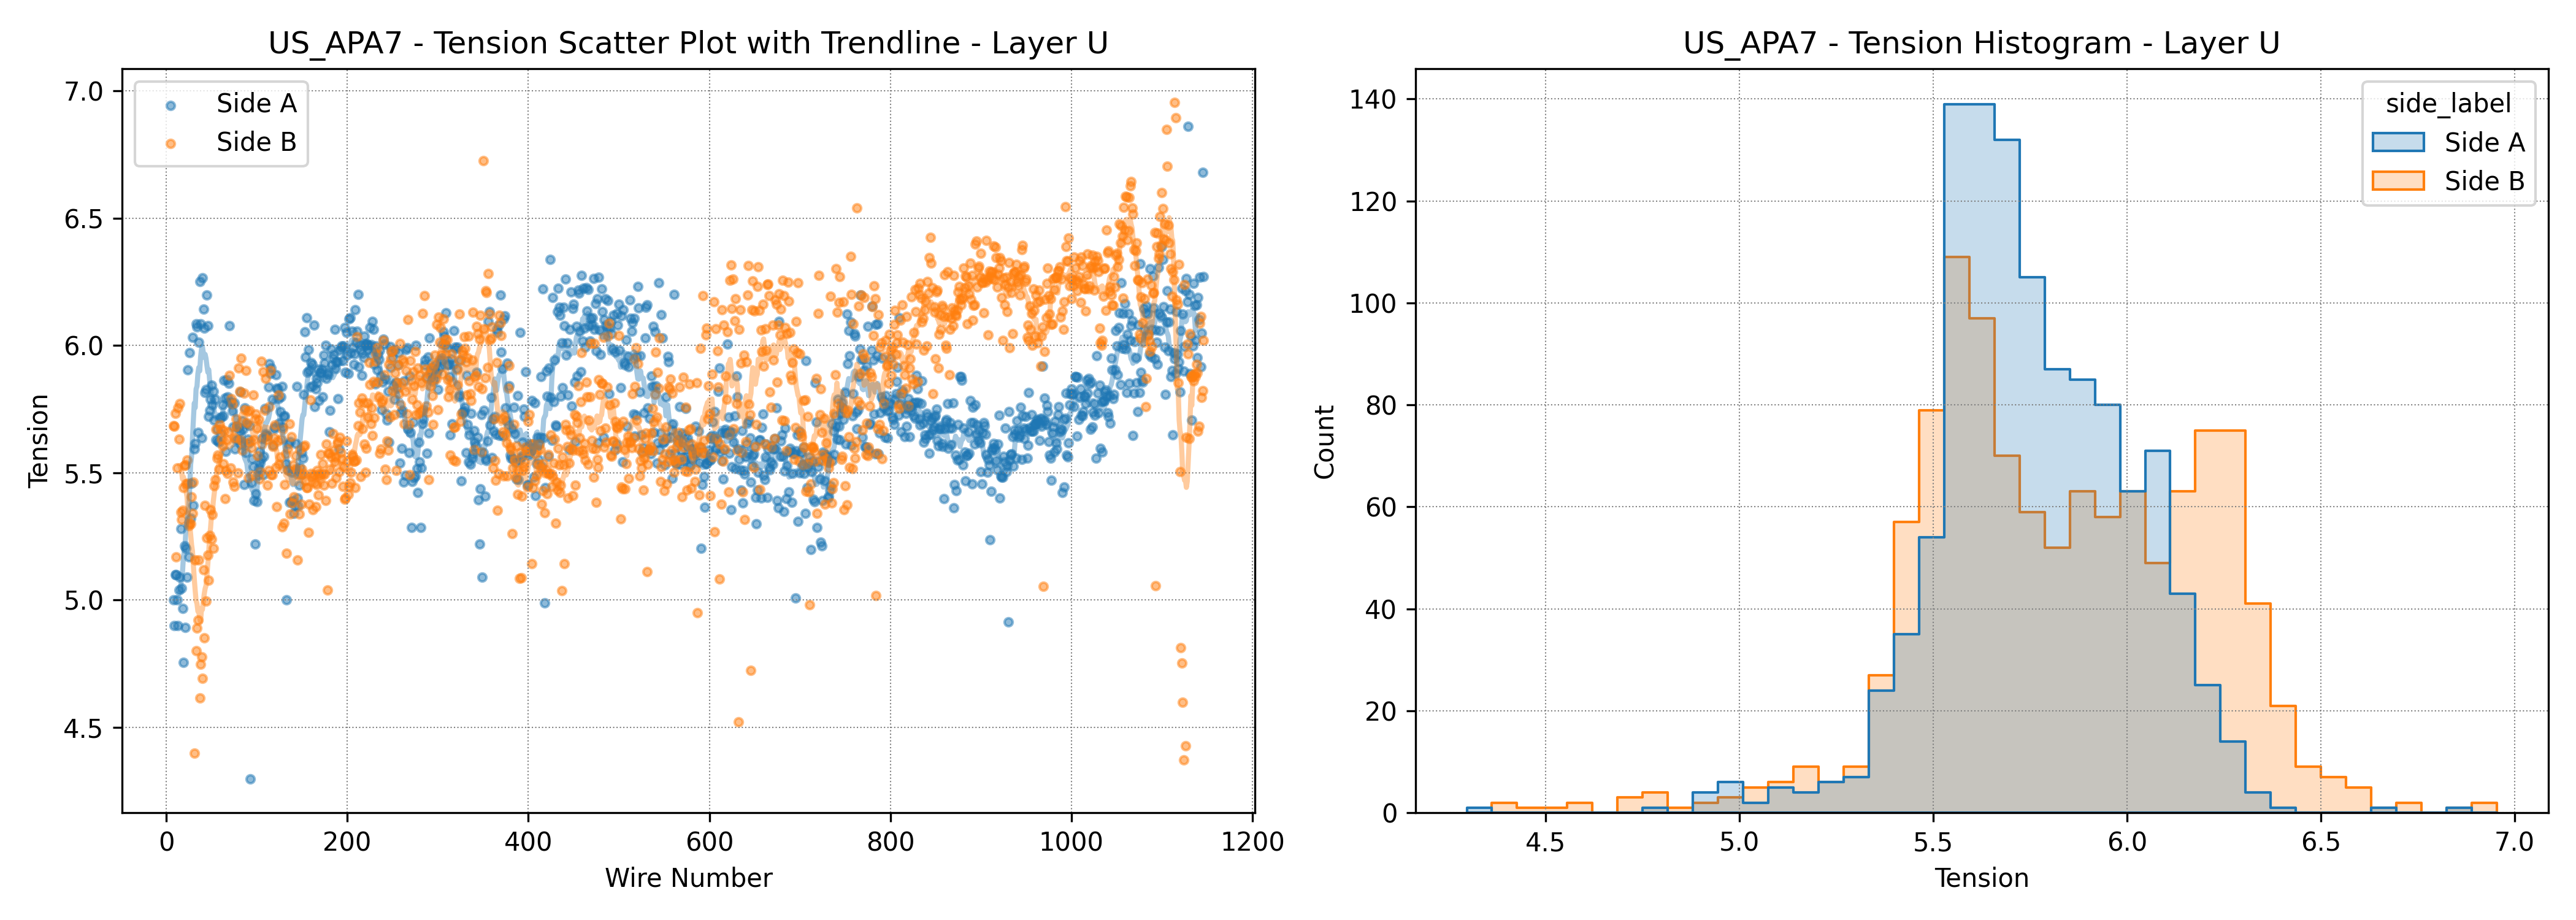 US_APA7 - Tension Scatter Plot with Trendline - Layer U
Side A
Side B
Tension
7.0
6.5
6.0
5.5
5.0
4.5
0 200 400 600 800 1000 1200
Wire Number
US_APA7 - Tension Histogram - Layer U
side_label
Side A
Side B
Count
140
120
100
80
60
40
20
0
4.5 5.0 5.5 6.0 6.5 7.0
Tension